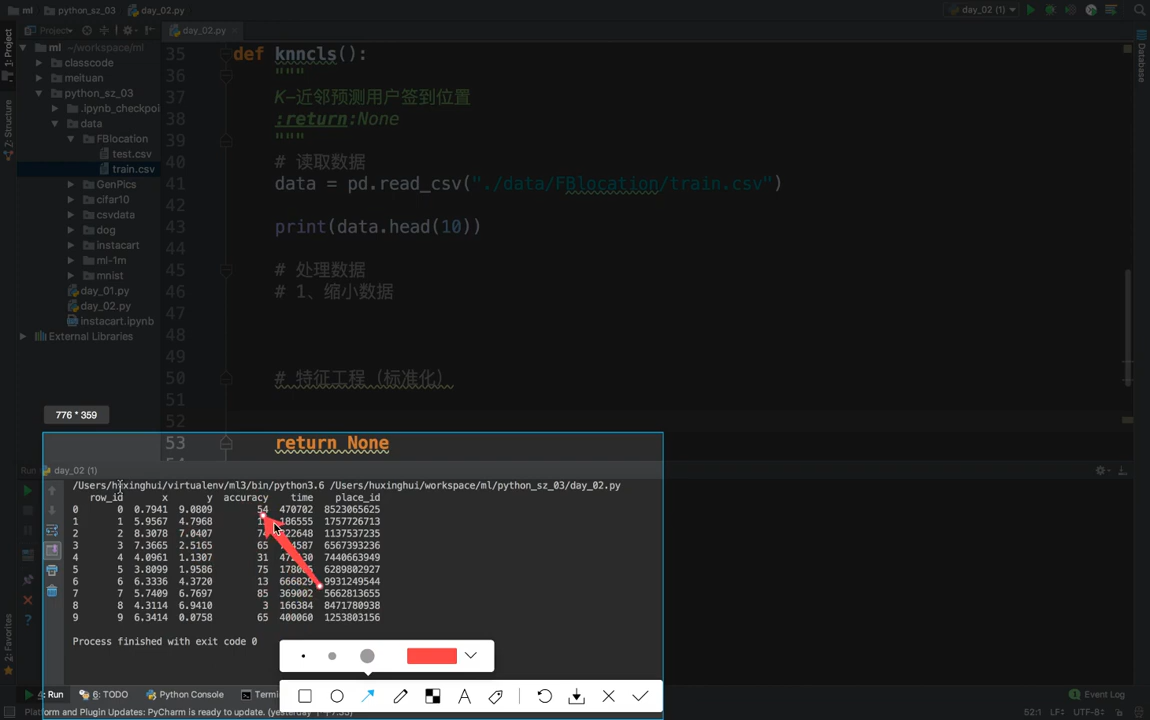 ml python_sz_03 day_02.py
day_02 (1)
Project
day_02.py
1: Project
Z: Structure
2: Favorites
Database
ml ~/workspace/ml
classcode
meituan
python_sz_03
.ipynb_checkpoi
data
FBlocation
test.csv
train.csv
GenPics
cifar10
csvdata
dog
instacart
ml-1m
mnist
day_01.py
day_02.py
instacart.ipynb
External Libraries
35 def knncls():
36 """
37 K-近邻预测用户签到位置
38 :return:None
39 """
40 # 读取数据
41 data = pd.read_csv("./data/FBlocation/train.csv")
42
43 print(data.head(10))
44
45 # 处理数据
46 # 1、缩小数据
47
48
49
50 # 特征工程（标准化）
51
52
53 return None
776 * 359
Run day_02 (1)
/Users/huxinghui/virtualenv/ml3/bin/python3.6 /Users/huxinghui/workspace/ml/python_sz_03/day_02.py
row_id x y accuracy time place_id
0 0 0.7941 9.0809 54 470702 8523065625
1 1 5.9567 4.7968 186555 1757726713
2 2 8.3078 7.0407 1137537235
3 3 7.3665 2.5165 65 6567393236
4 4 4.0961 1.1307 31 7440663949
5 5 3.8099 1.9586 75 6289802927
6 6 6.3336 4.3720 13 666829 9931249544
7 7 5.7409 6.7697 85 369002 5662813655
8 8 4.3114 6.9410 3 166384 8471780938
9 9 6.3414 0.0758 65 400060 1253803156
Process finished with exit code 0
A
4: Run 6: TODO Python Console Termi
Event Log
Platform and Plugin Updates: PyCharm is ready to update. (yesterday
52:1 LF÷ UTF-8÷